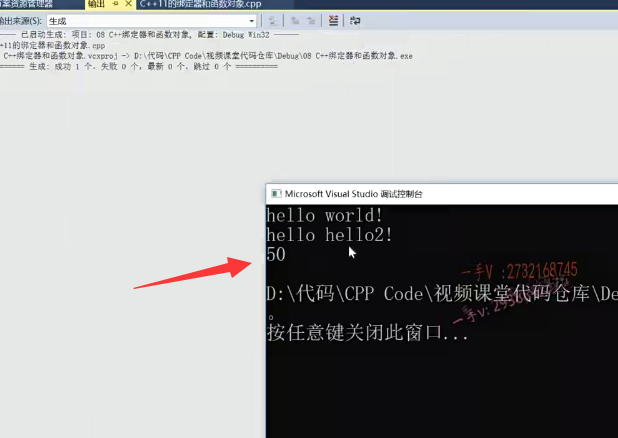 案资源管理器 输出 C++11的绑定器和函数对象.cpp
输出来源(S): 生成
已启动生成: 项目: 08 C++绑定器和函数对象, 配置: Debug Win32 ------
+11的绑定器和函数对象.cpp
C++绑定器和函数对象.vcxproj -> D:\代码\CPP Code\视频课堂代码仓库\Debug\08 C++绑定器和函数对象.exe
====== 生成: 成功 1 个，失败 0 个，最新 0 个，跳过 0 个 ==========
Microsoft Visual Studio 调试控制台
hello world!
hello hello2!
50
一手V :2732168745
D:\代码\CPP Code\视频课堂代码仓库\De
一手V:
。
按任意键关闭此窗口...